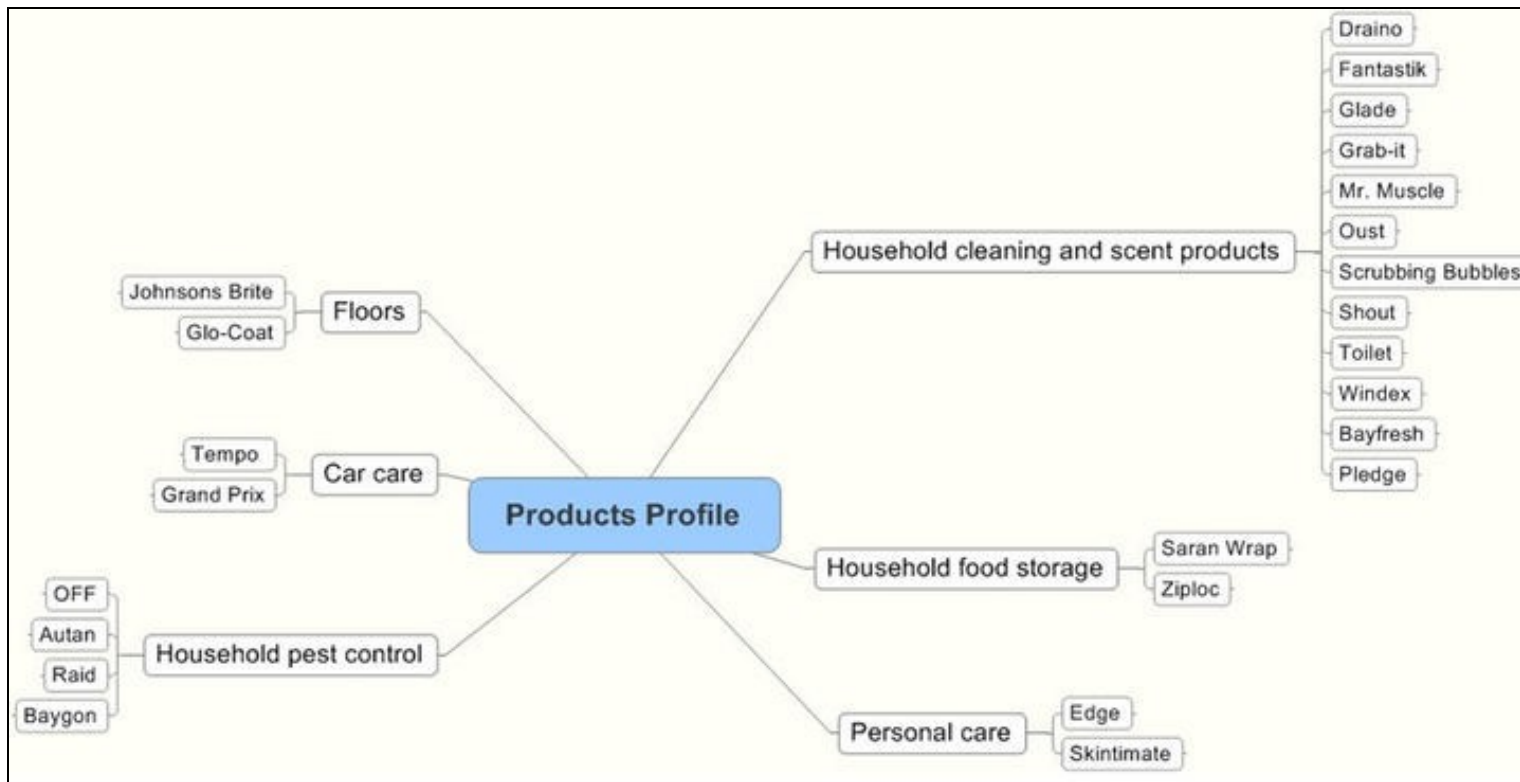 Products Profile
Household cleaning and scent products
Draino
Fantastik
Glade
Grab-it
Mr. Muscle
Oust
Scrubbing Bubbles
Shout
Toilet
Windex
Bayfresh
Pledge
Household food storage
Saran Wrap
Ziploc
Personal care
Edge
Skintimate
Floors
Johnsons Brite
Glo-Coat
Car care
Tempo
Grand Prix
Household pest control
OFF
Autan
Raid
Baygon